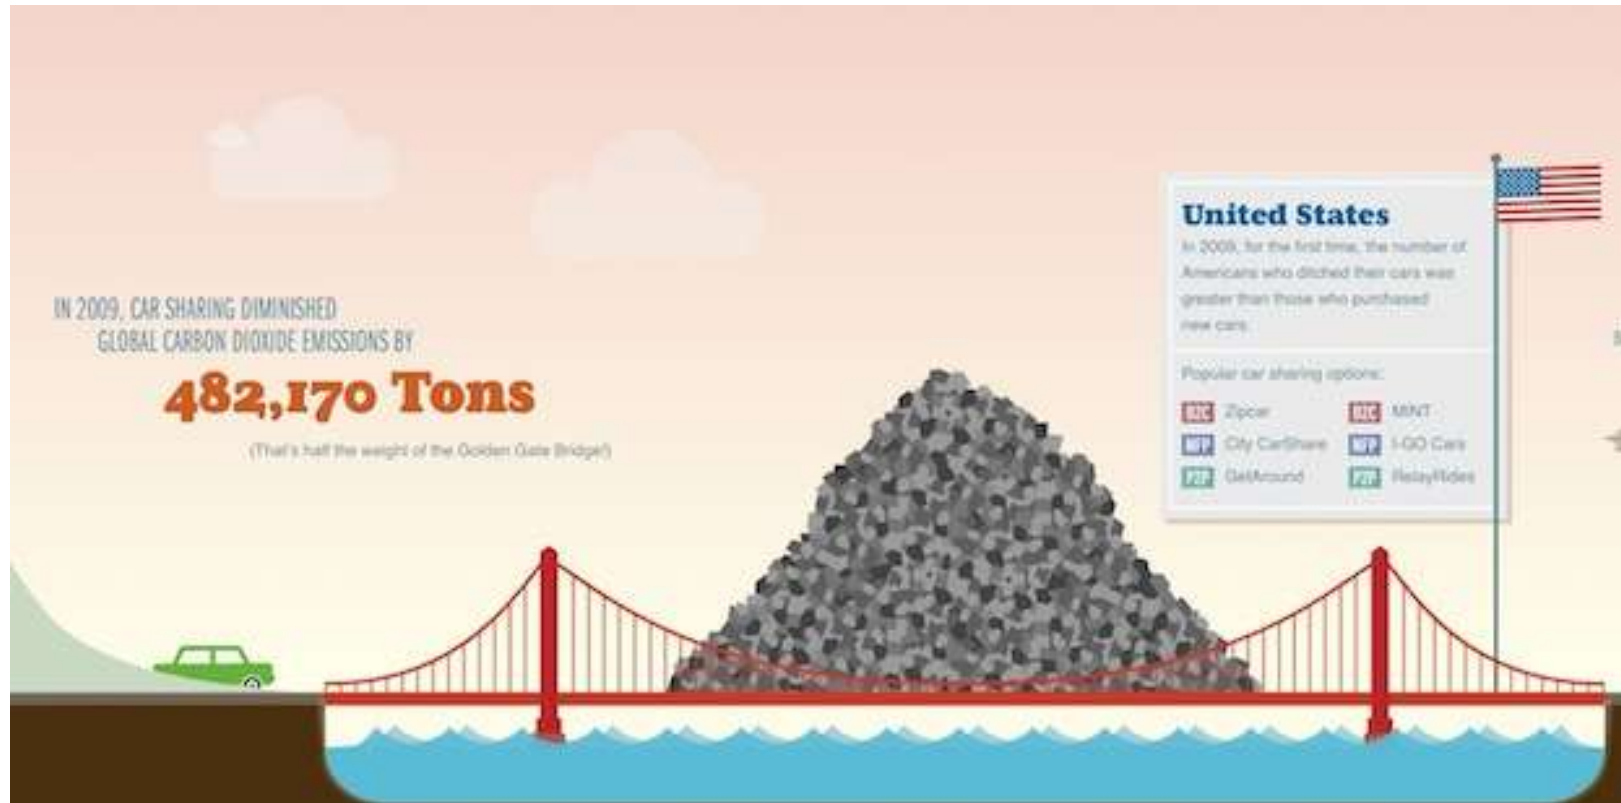 IN 2009, CAR SHARING DIMINISHED
GLOBAL CARBON DIOXIDE EMISSIONS BY
482,170 Tons
(That's half the weight of the Golden Gate Bridge!)
United States
In 2009, for the first time, the number of
Americans who ditched their cars was
greater than those who purchased
new cars.
Popular car sharing options:
B2C Zipcar B2C MINT
NFP City CarShare NFP I-GO Cars
P2P GetAround P2P RelayRides